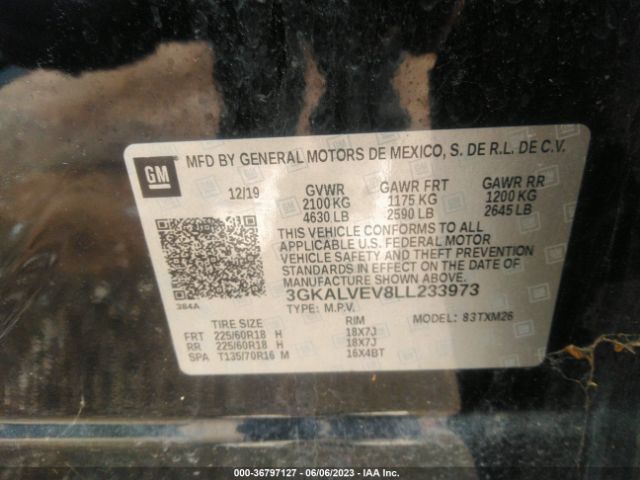 GM
MFD BY GENERAL MOTORS DE MEXICO, S. DE R.L. DE C.V.
12/19 GVWR GAWR FRT GAWR RR
2100 KG 1175 KG 1200 KG
4630 LB 2590 LB 2645 LB
THIS VEHICLE CONFORMS TO ALL
APPLICABLE U.S. FEDERAL MOTOR
VEHICLE SAFETY AND THEFT PREVENTION
STANDARDS IN EFFECT ON THE DATE OF
MANUFACTURE SHOWN ABOVE.
384A 3GKALVEV8LL233973
TYPE: M.P.V. MODEL: 83TXM26
TIRE SIZE RIM
FRT 225/60R18 H 18X7J
RR 225/60R18 H 18X7J
SPA T135/70R16 M 16X4BT
000-36797127 - 06/06/2023 - IAA Inc.